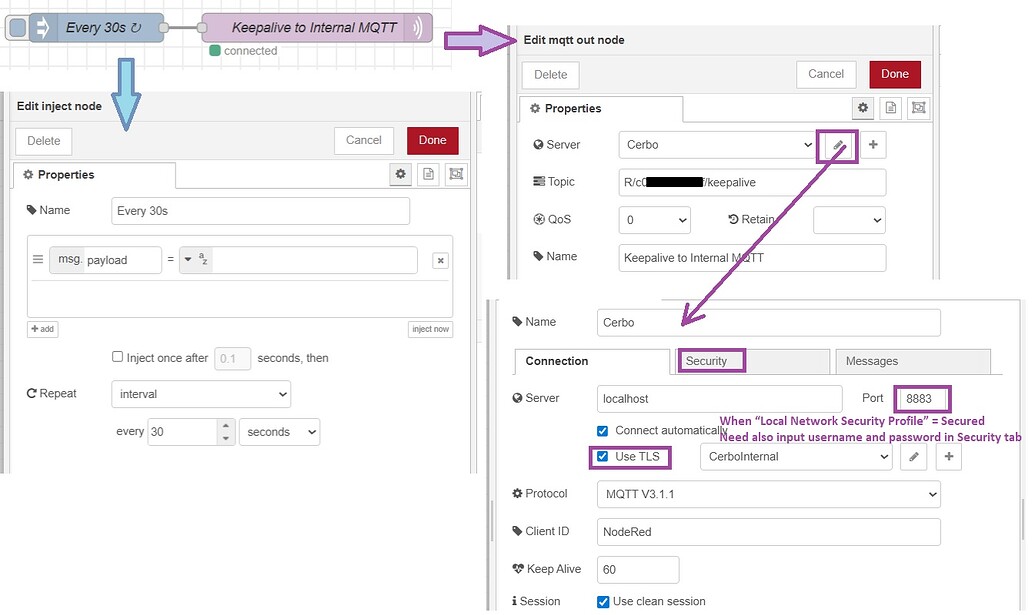 Every 30s ↻
Keepalive to Internal MQTT
connected
Edit inject node
Delete
Cancel
Done
Properties
Name
Every 30s
msg. payload
=
a z
+ add
inject now
Inject once after
0.1
seconds, then
Repeat
interval
every
30
seconds
Edit mqtt out node
Delete
Cancel
Done
Properties
Server
Cerbo
Topic
R/c0 f/keepalive
QoS
0
Retain
Name
Keepalive to Internal MQTT
Name
Cerbo
Connection
Security
Messages
Server
localhost
Port
8883
When “Local Network Security Profile” = Secured
Need also input username and password in Security tab
Connect automatically
Use TLS
CerboInternal
Protocol
MQTT V3.1.1
Client ID
NodeRed
Keep Alive
60
Session
Use clean session